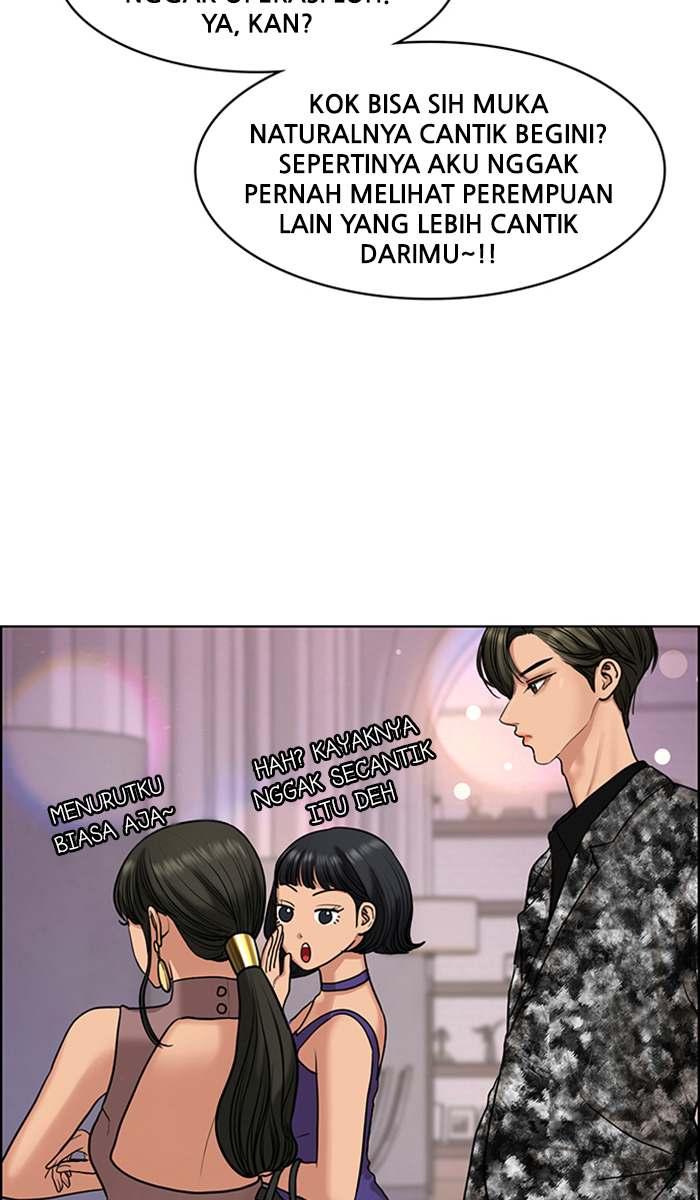 YA, KAN?
KOK BISA SIH MUKA
NATURALNYA CANTIK BEGINI?
SEPERTINYA AKU NGGAK
PERNAH MELIHAT PEREMPUAN
LAIN YANG LEBIH CANTIK
DARIMU~!!
HAH? KAYAKNYA
NGGAK SECANTIK
ITU DEH
MENURUTKU
BIASA AJA~